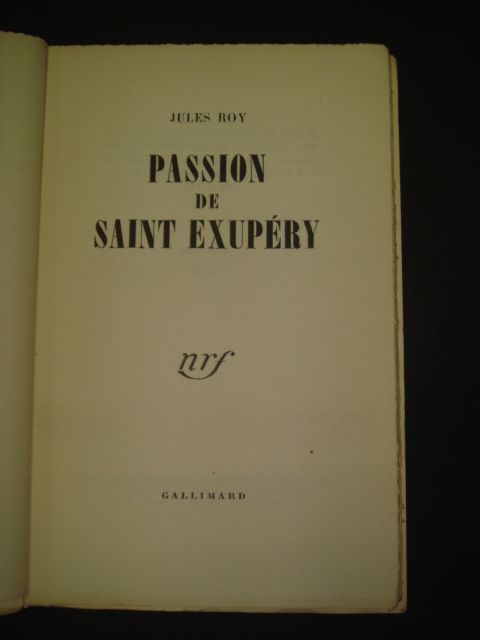 JULES ROY
PASSION
DE
SAINT EXUPÉRY
nrf
GALLIMARD